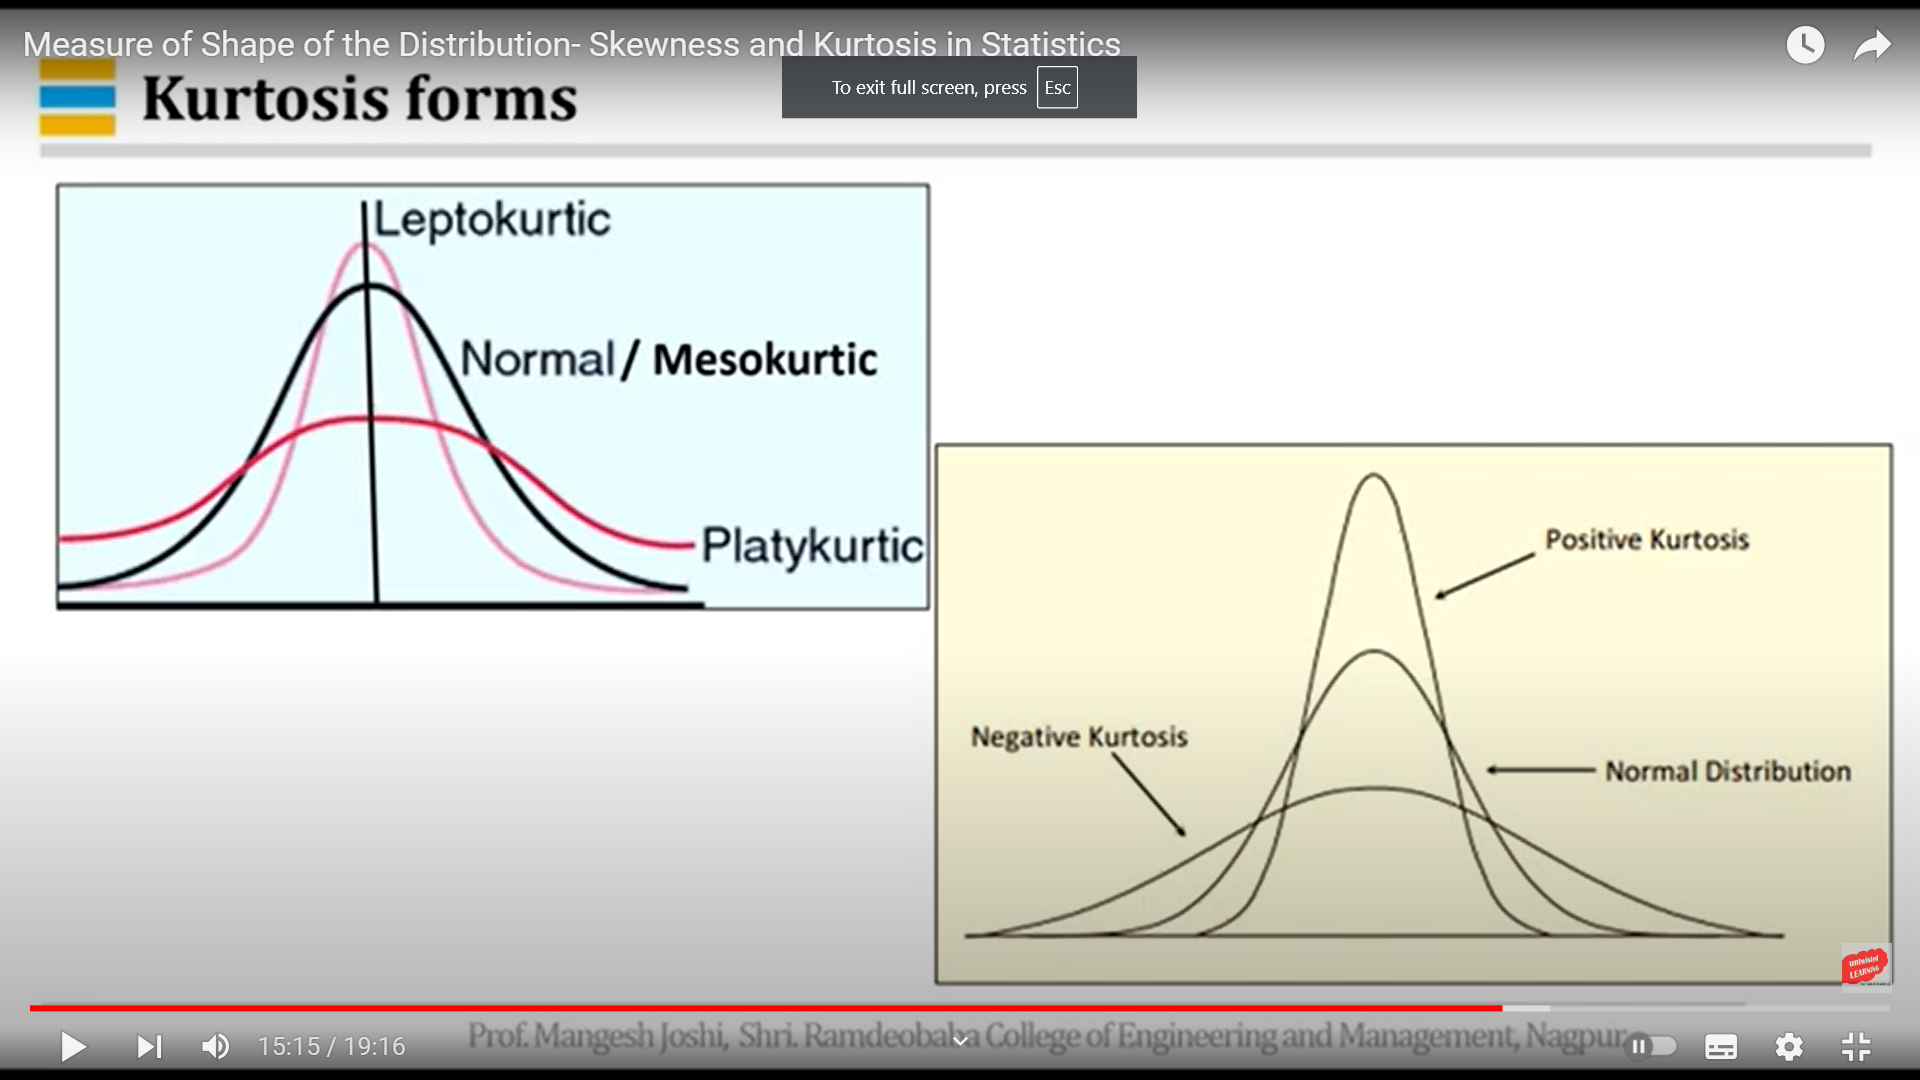 Measure of Shape of the Distribution- Skewness and Kurtosis in Statistics
To exit full screen, press Esc
Kurtosis forms
Leptokurtic
Normal / Mesokurtic
Platykurtic
Positive Kurtosis
Negative Kurtosis
Normal Distribution
untwisted
LEARNING
Prof. Mangesh Joshi, Shri. Ramdeobaba College of Engineering and Management, Nagpur
15:15 / 19:16